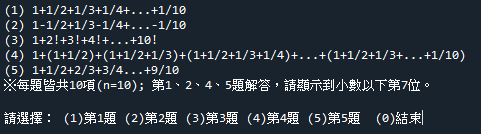 (1) 1+1/2+1/3+1/4+...+1/10
(2) 1-1/2+1/3-1/4+...-1/10
(3) 1+2!+3!+4!+...+10!
(4) 1+(1+1/2)+(1+1/2+1/3)+(1+1/2+1/3+1/4)+...+(1+1/2+1/3+...+1/10)
(5) 1+1/2+2/3+3/4...+9/10
※每題皆共10項(n=10); 第1、2、4、5題解答，請顯示到小數以下第7位。
請選擇： (1)第1題 (2)第2題 (3)第3題 (4)第4題 (5)第5題  (0)結束